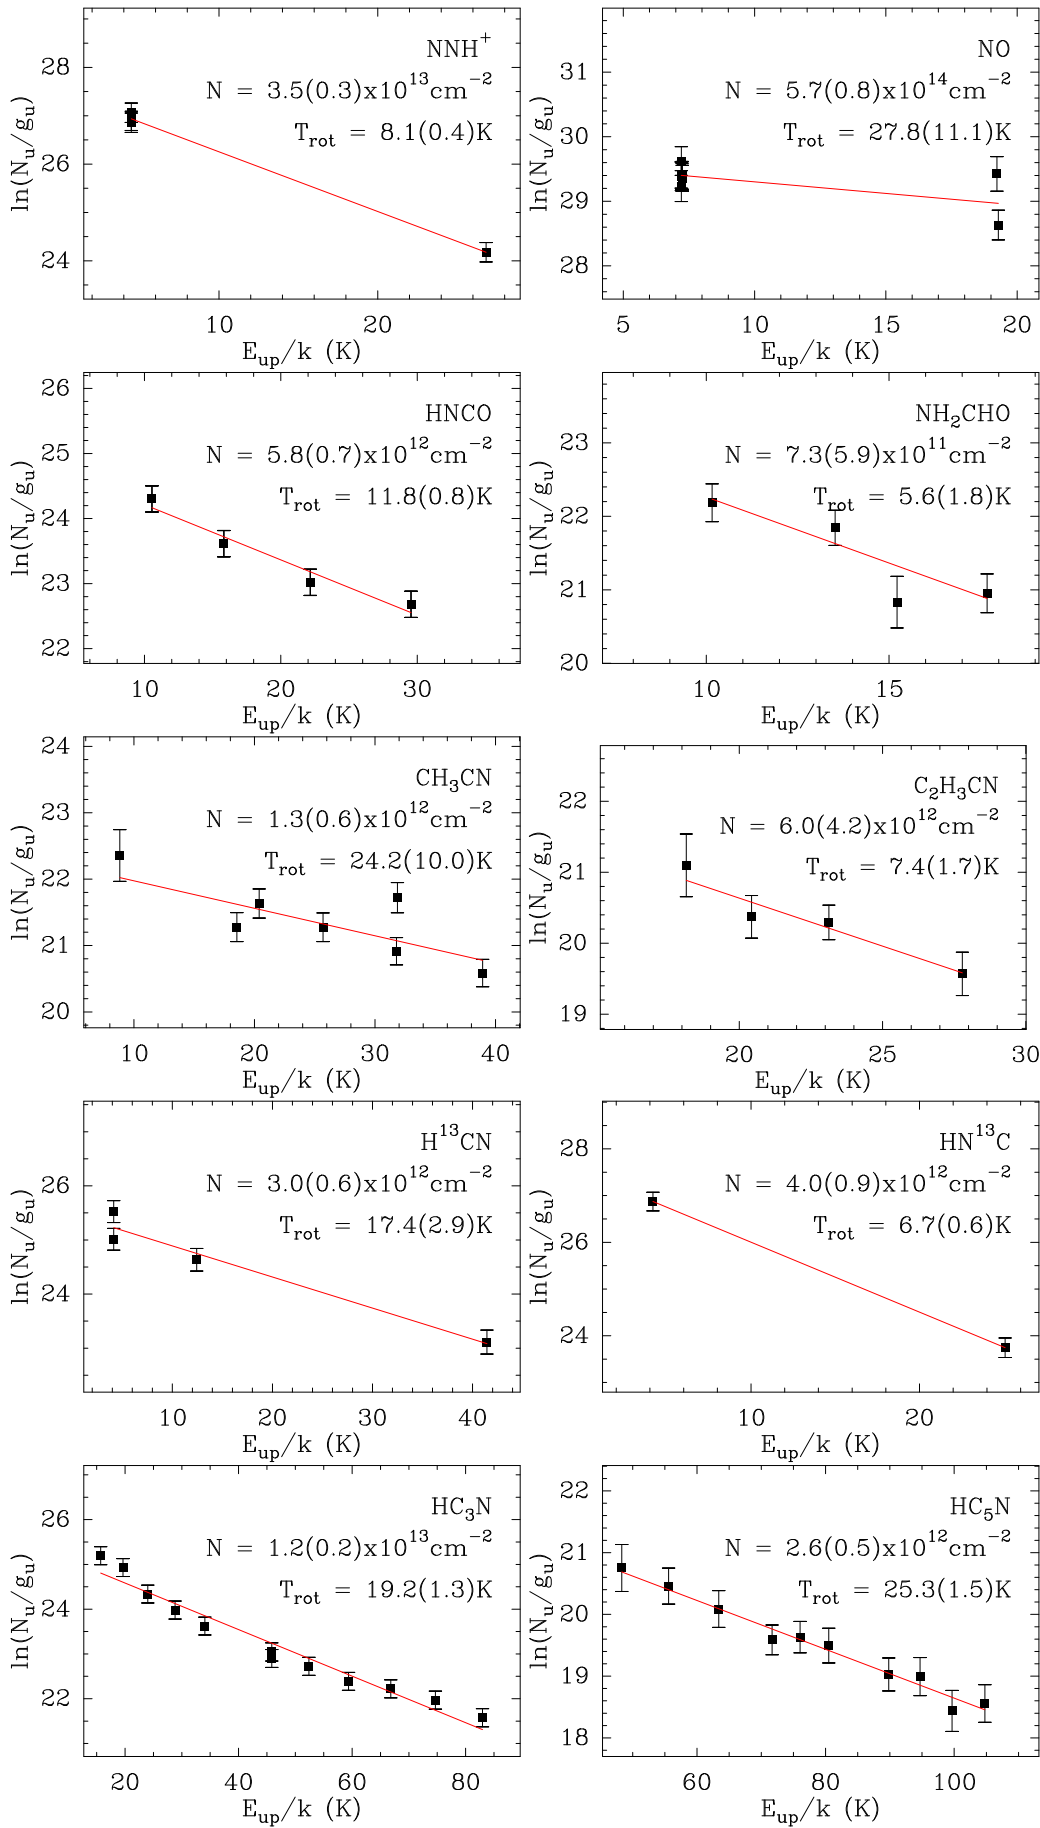 NNH+
N = 3.5(0.3)x10^13cm^-2
T_rot = 8.1(0.4)K
28
27
26
25
24
ln(N_u/g_u)
10 20
E_up/k (K)
NO
N = 5.7(0.8)x10^14cm^-2
T_rot = 27.8(11.1)K
31
30
29
28
ln(N_u/g_u)
5 10 15 20
E_up/k (K)
HNCO
N = 5.8(0.7)x10^12cm^-2
T_rot = 11.8(0.8)K
26
25
24
23
22
ln(N_u/g_u)
10 20 30
E_up/k (K)
NH_2CHO
N = 7.3(5.9)x10^11cm^-2
T_rot = 5.6(1.8)K
23
22
21
20
ln(N_u/g_u)
10 15
E_up/k (K)
CH_3CN
N = 1.3(0.6)x10^12cm^-2
T_rot = 24.2(10.0)K
24
23
22
21
20
ln(N_u/g_u)
10 20 30 40
E_up/k (K)
C_2H_3CN
N = 6.0(4.2)x10^12cm^-2
T_rot = 7.4(1.7)K
22
21
20
19
ln(N_u/g_u)
20 25 30
E_up/k (K)
H^13CN
N = 3.0(0.6)x10^12cm^-2
T_rot = 17.4(2.9)K
26
24
ln(N_u/g_u)
10 20 30 40
E_up/k (K)
HN^13C
N = 4.0(0.9)x10^12cm^-2
T_rot = 6.7(0.6)K
28
26
24
ln(N_u/g_u)
10 20
E_up/k (K)
HC_3N
N = 1.2(0.2)x10^13cm^-2
T_rot = 19.2(1.3)K
26
24
22
ln(N_u/g_u)
20 40 60 80
E_up/k (K)
HC_5N
N = 2.6(0.5)x10^12cm^-2
T_rot = 25.3(1.5)K
22
21
20
19
18
ln(N_u/g_u)
60 80 100
E_up/k (K)